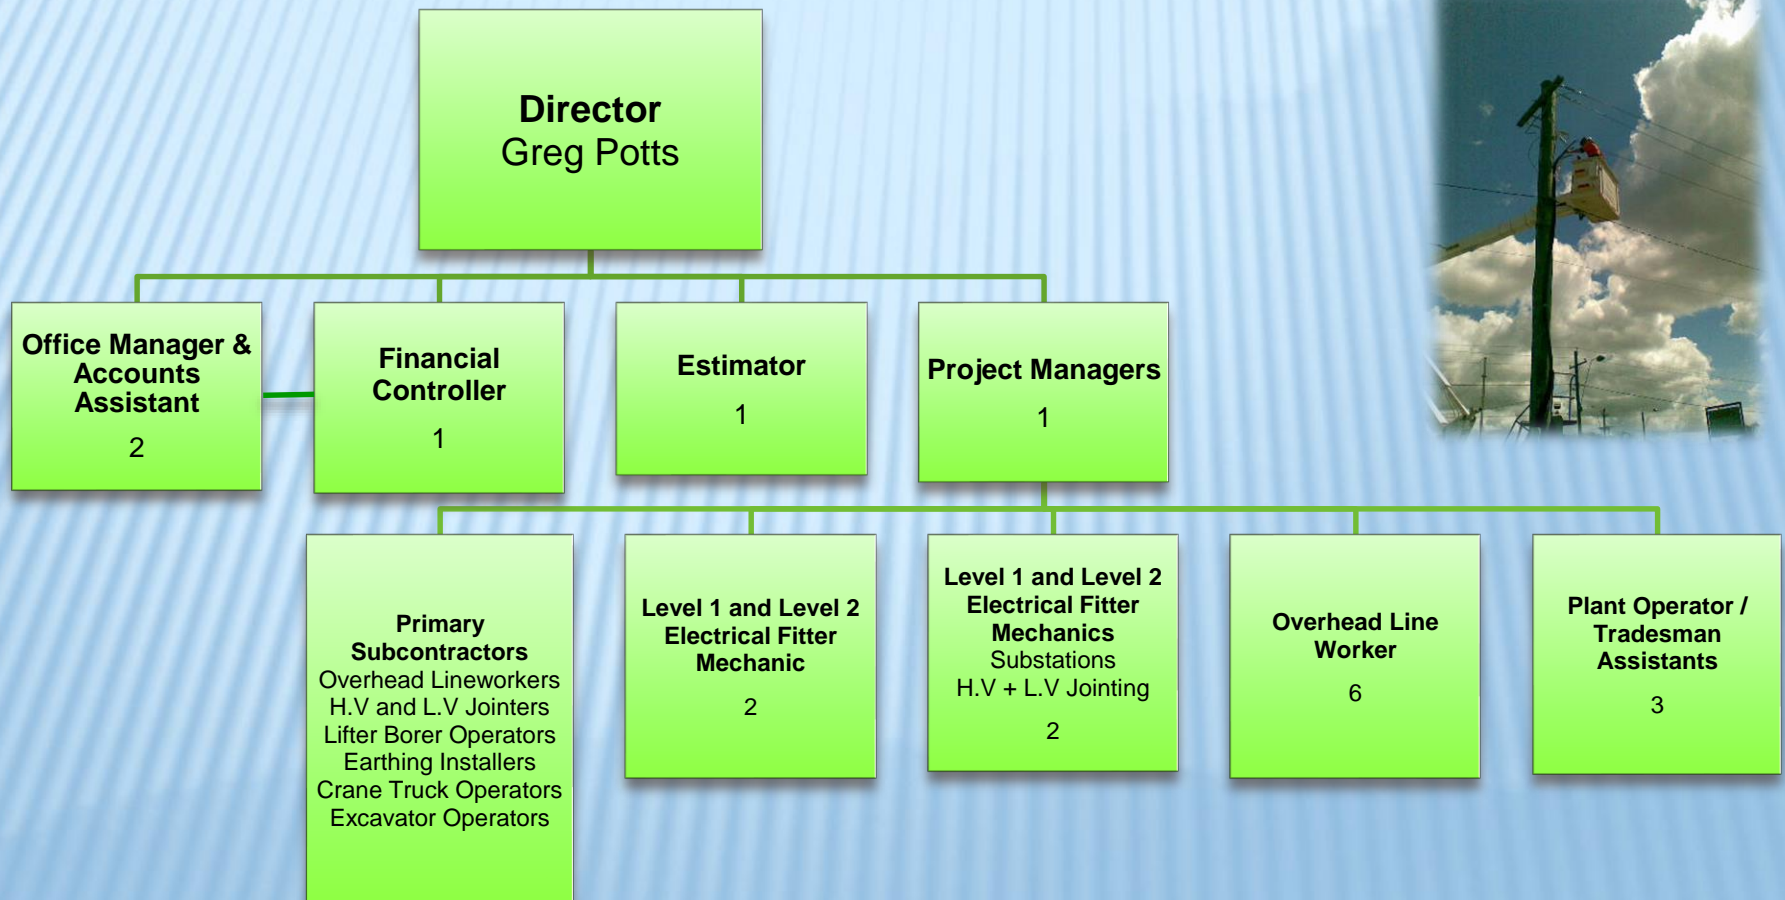 Director
Greg Potts
Office Manager &
Accounts
Assistant
2
Financial
Controller
1
Estimator
1
Project Managers
1
Primary
Subcontractors
Overhead Lineworkers
H.V and L.V Jointers
Lifter Borer Operators
Earthing Installers
Crane Truck Operators
Excavator Operators
Level 1 and Level 2
Electrical Fitter
Mechanic
2
Level 1 and Level 2
Electrical Fitter
Mechanics
Substations
H.V + L.V Jointing
2
Overhead Line
Worker
6
Plant Operator /
Tradesman
Assistants
3